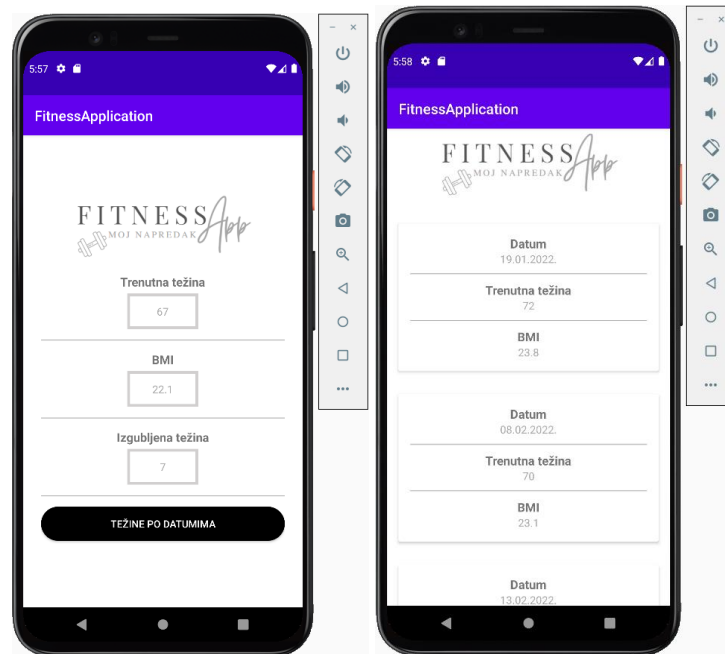 5:57
FitnessApplication
FITNESS App
MOJ NAPREDAK
Trenutna težina
67
BMI
22.1
Izgubljena težina
7
TEŽINE PO DATUMIMA
5:58
FitnessApplication
FITNESS App
MOJ NAPREDAK
Datum
19.01.2022.
Trenutna težina
72
BMI
23.8
Datum
08.02.2022.
Trenutna težina
70
BMI
23.1
Datum
13.02.2022.